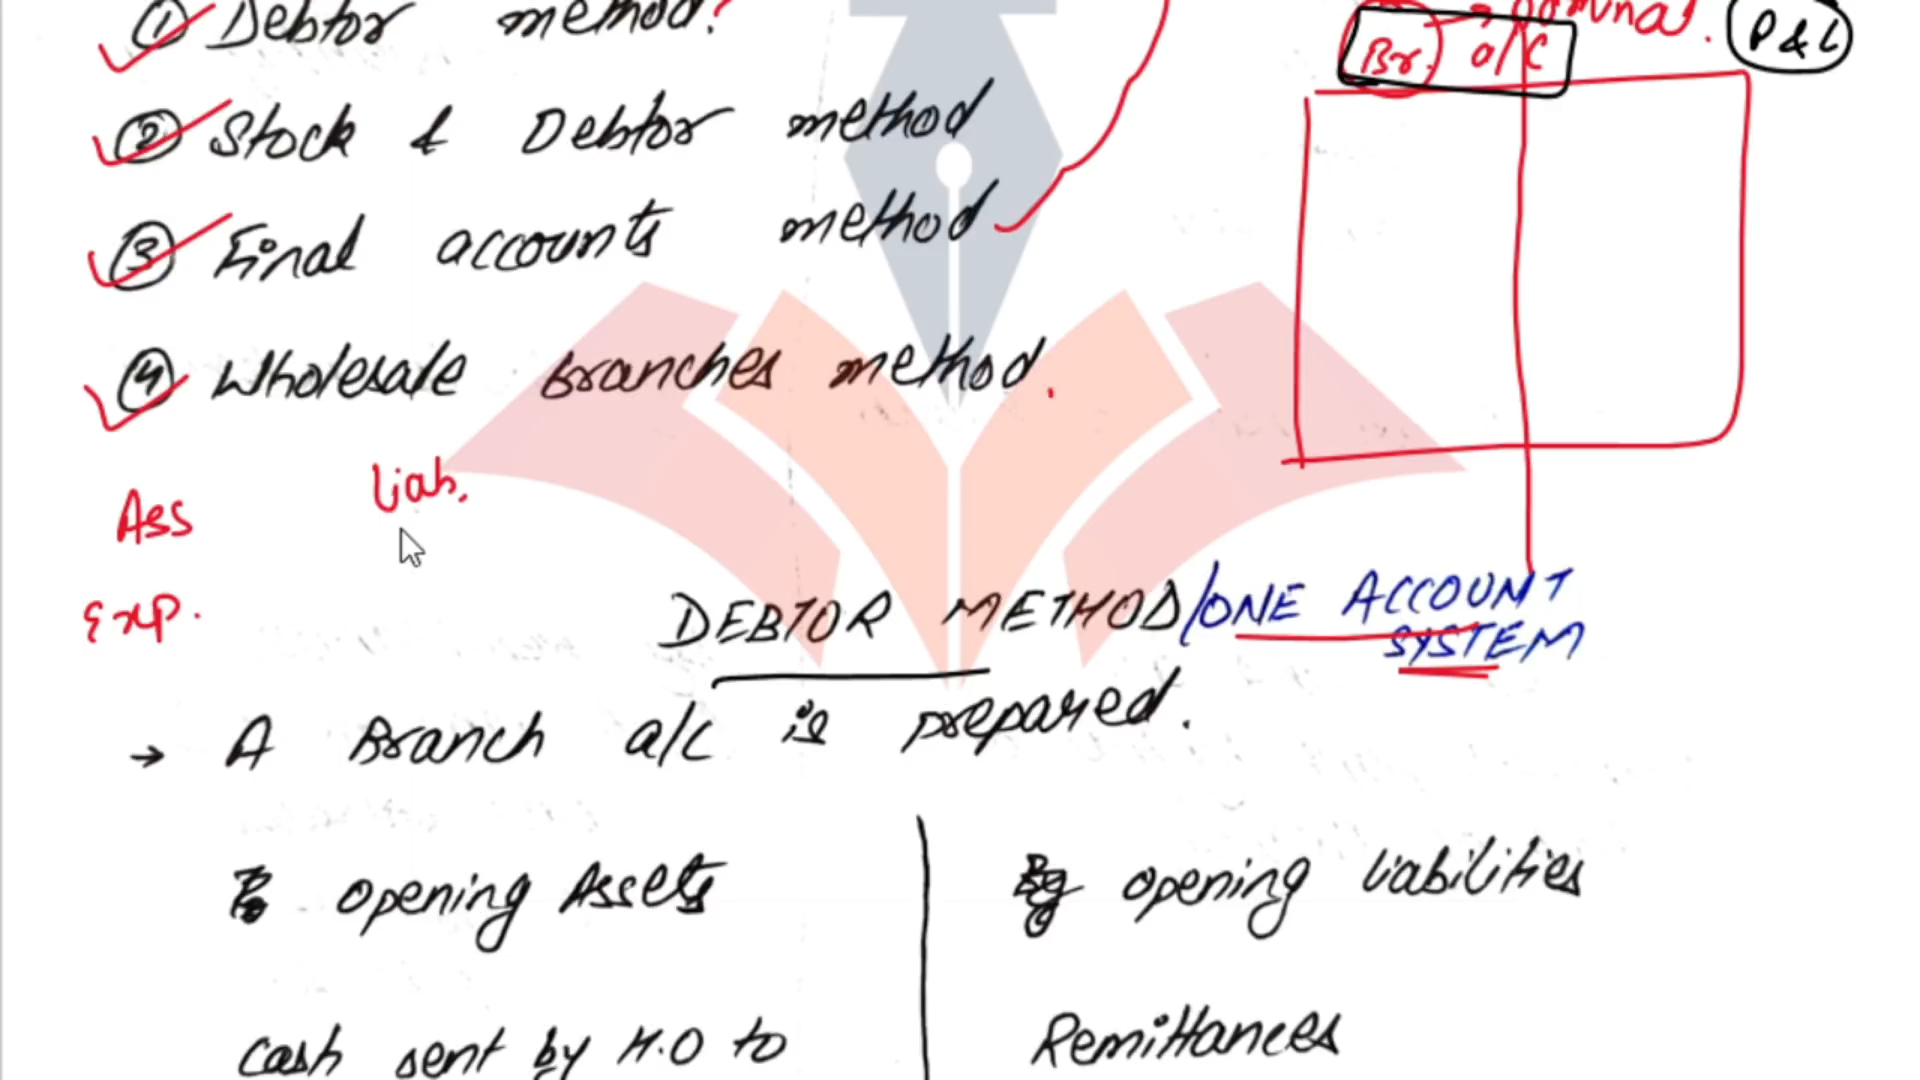 ① Debtor method.
② Stock & Debtor method
③ Final accounts method
④ Wholesale Branches method.
Nominal. P&L
Br. a/c
Ass Liab.
Exp.
DEBTOR METHOD/ONE ACCOUNT
SYSTEM
→ A Branch a/c is prepared.
opening Assets
By opening liabilities
Cash sent by H.O to
Remittances